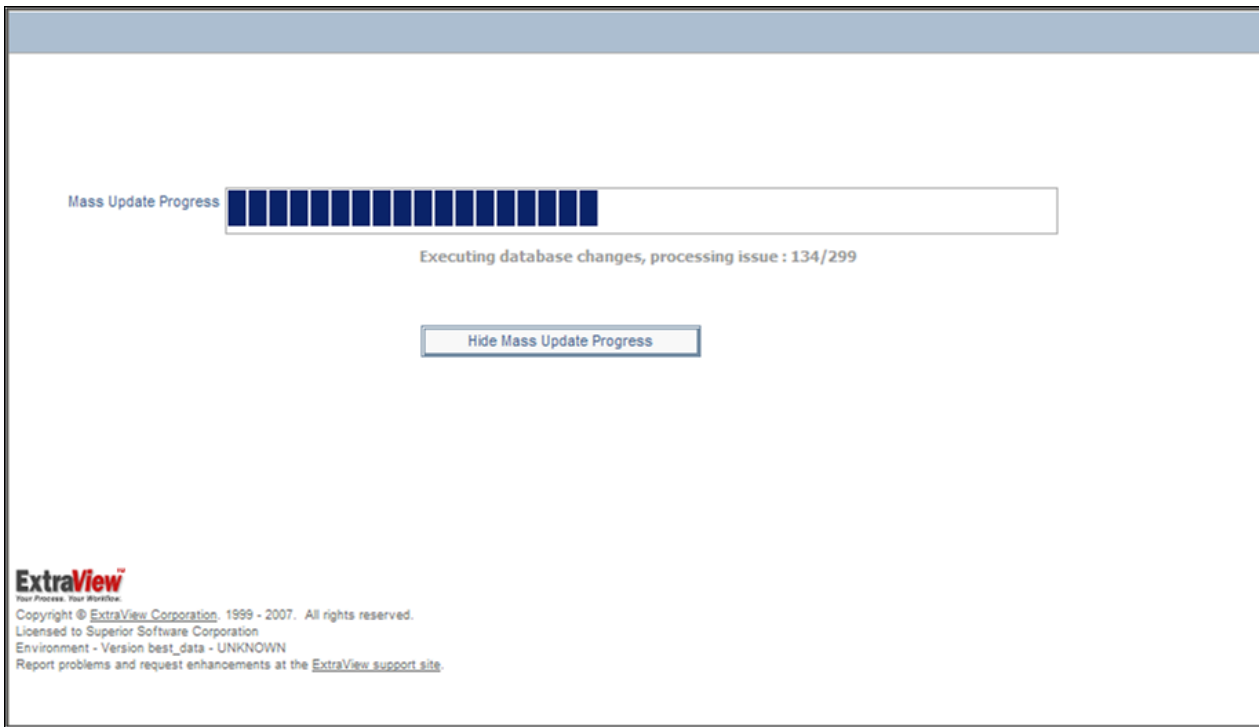 Mass Update Progress
Executing database changes, processing issue : 134/299
Hide Mass Update Progress
ExtraView™
Your Process. Your Workflow.
Copyright © ExtraView Corporation. 1999 - 2007. All rights reserved.
Licensed to Superior Software Corporation
Environment - Version best_data - UNKNOWN
Report problems and request enhancements at the ExtraView support site.